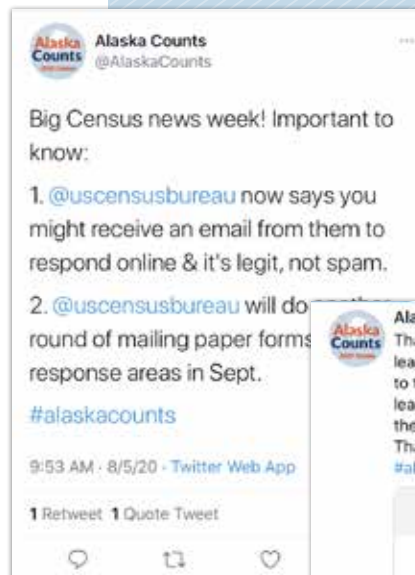 Alaska Counts
Alaska Counts
@AlaskaCounts
Big Census news week! Important to
know:
1. @uscensusbureau now says you
might receive an email from them to
respond online & it's legit, not spam.
2. @uscensusbureau will do
round of mailing paper forms
response areas in Sept.
#alaskacounts
9:53 AM · 8/5/20 · Twitter Web App
1 Retweet 1 Quote Tweet
Alaska
Counts
to